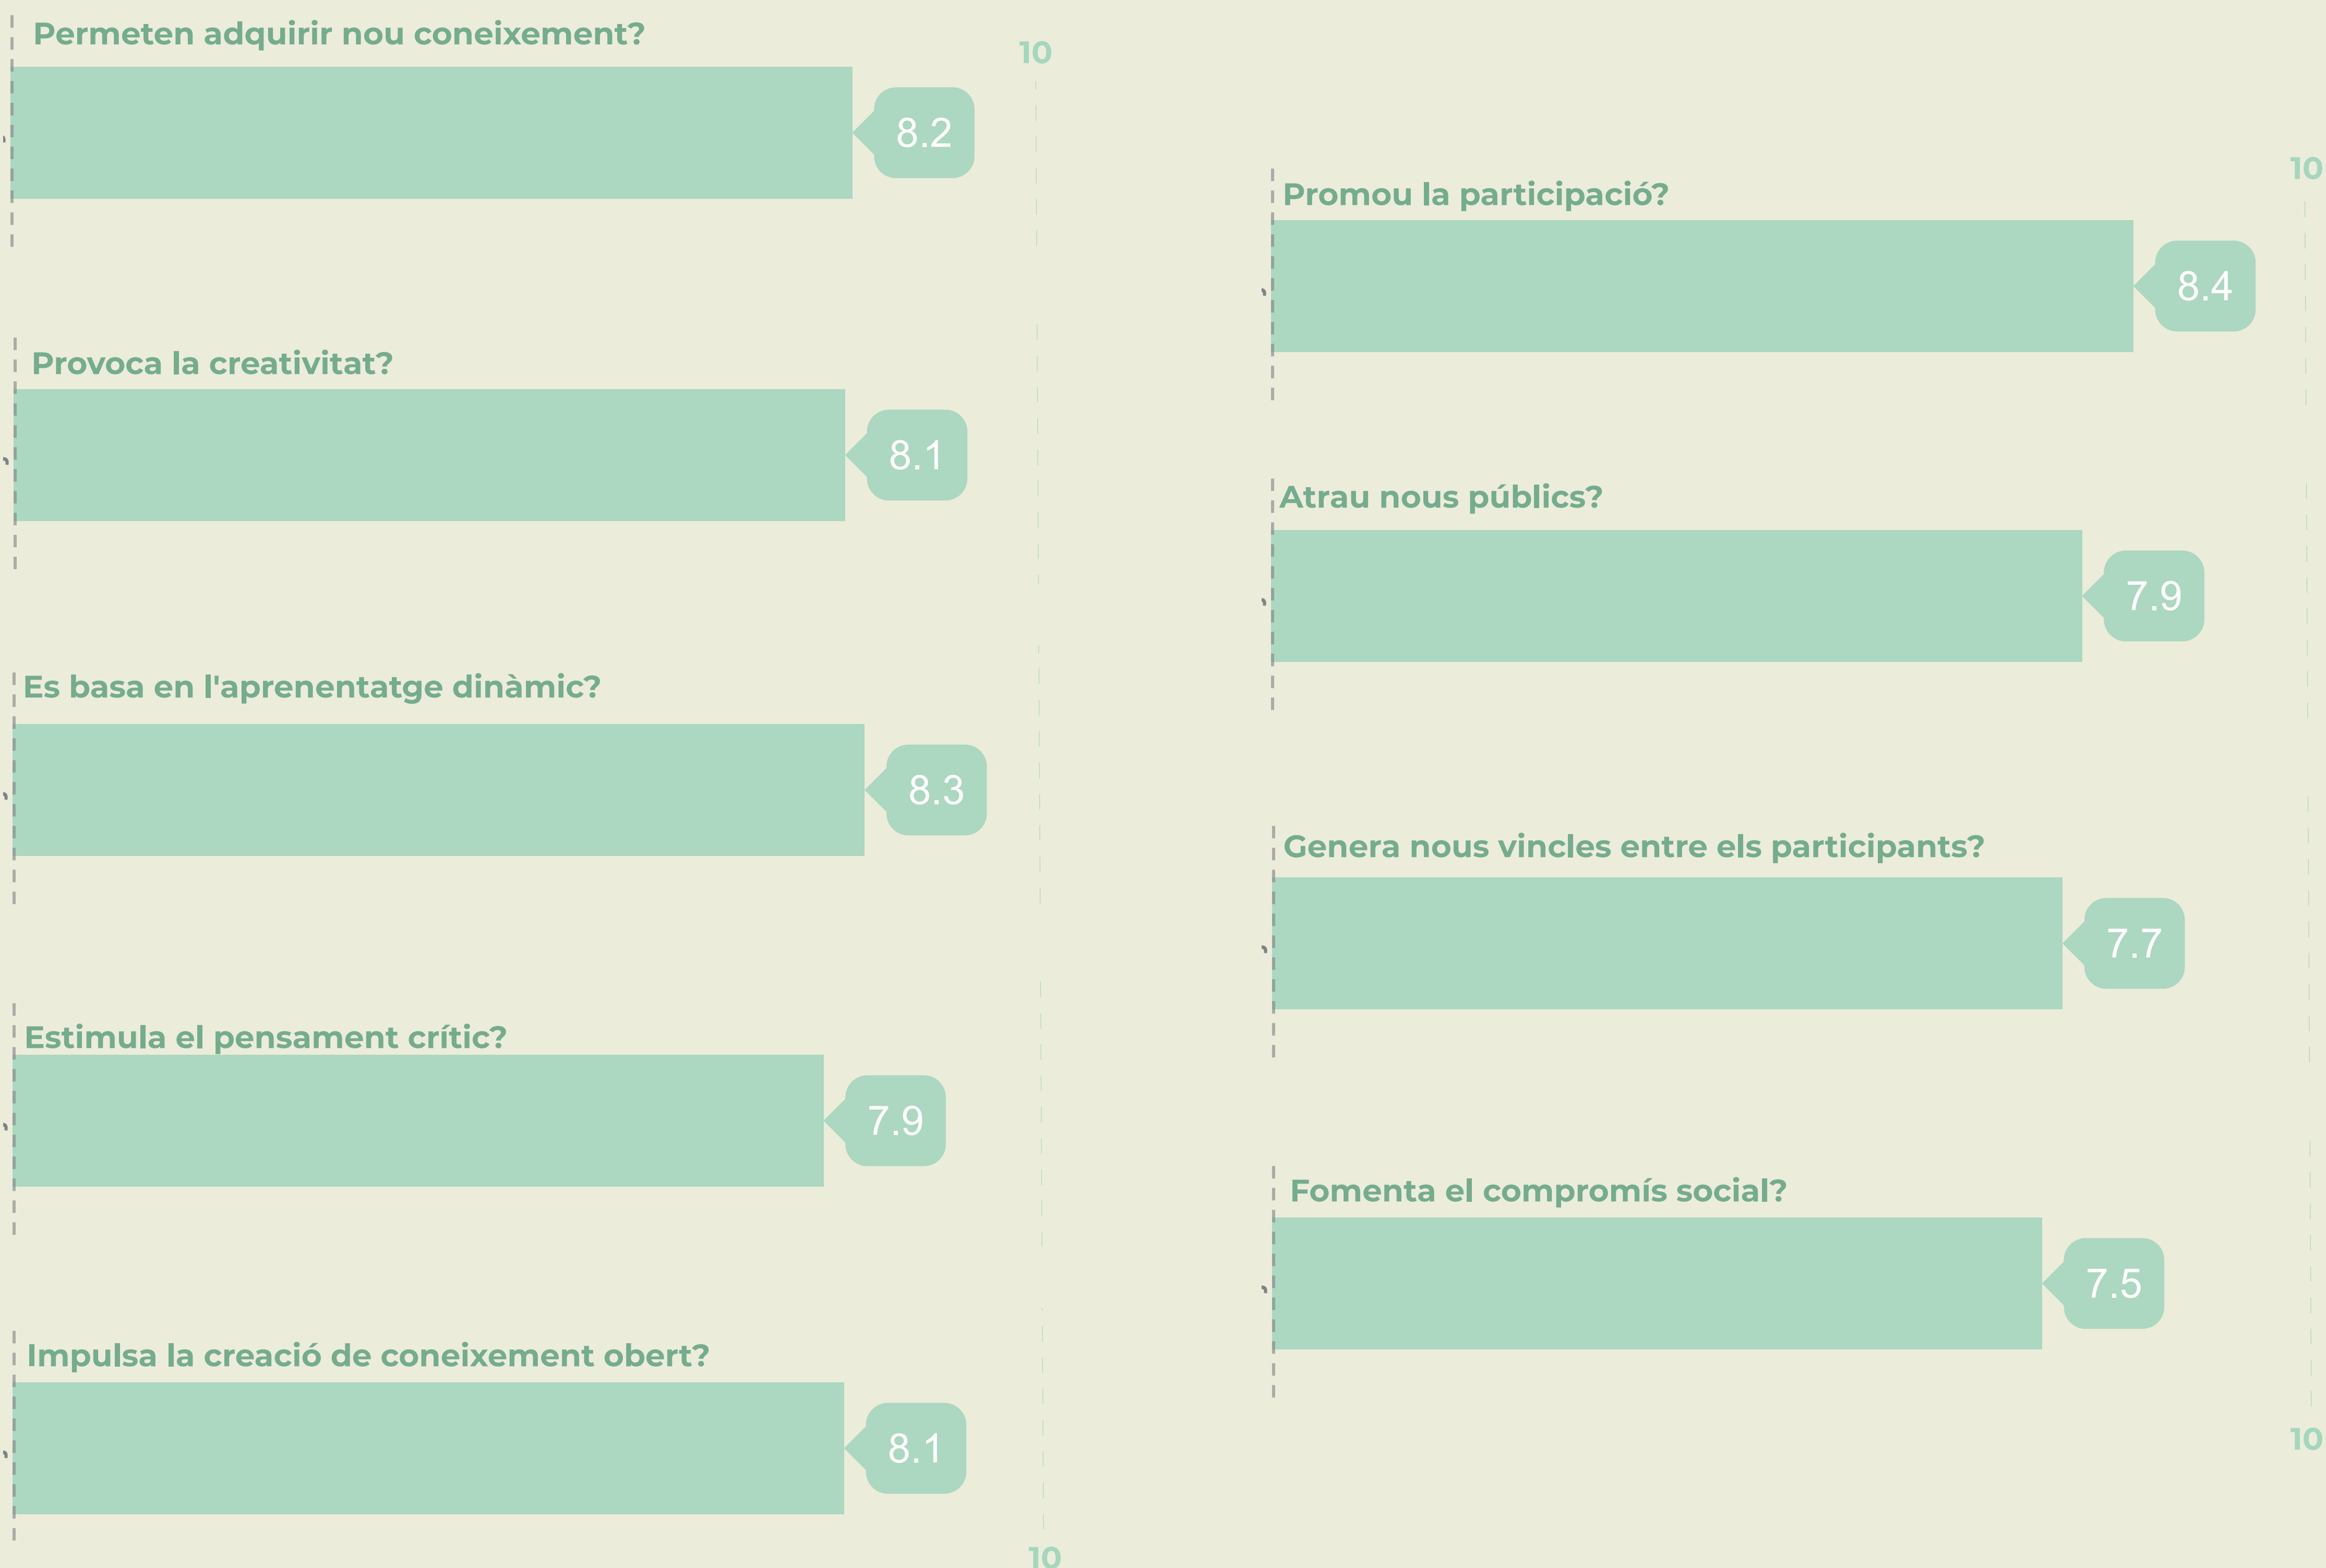 Permeten adquirir nou coneixement?
10
8.2
Provoca la creativitat?
8.1
Es basa en l'aprenentatge dinàmic?
8.3
Estimula el pensament crític?
7.9
Impulsa la creació de coneixement obert?
8.1
10
10
Promou la participació?
8.4
Atrau nous públics?
7.9
Genera nous vincles entre els participants?
7.7
Fomenta el compromís social?
7.5
10